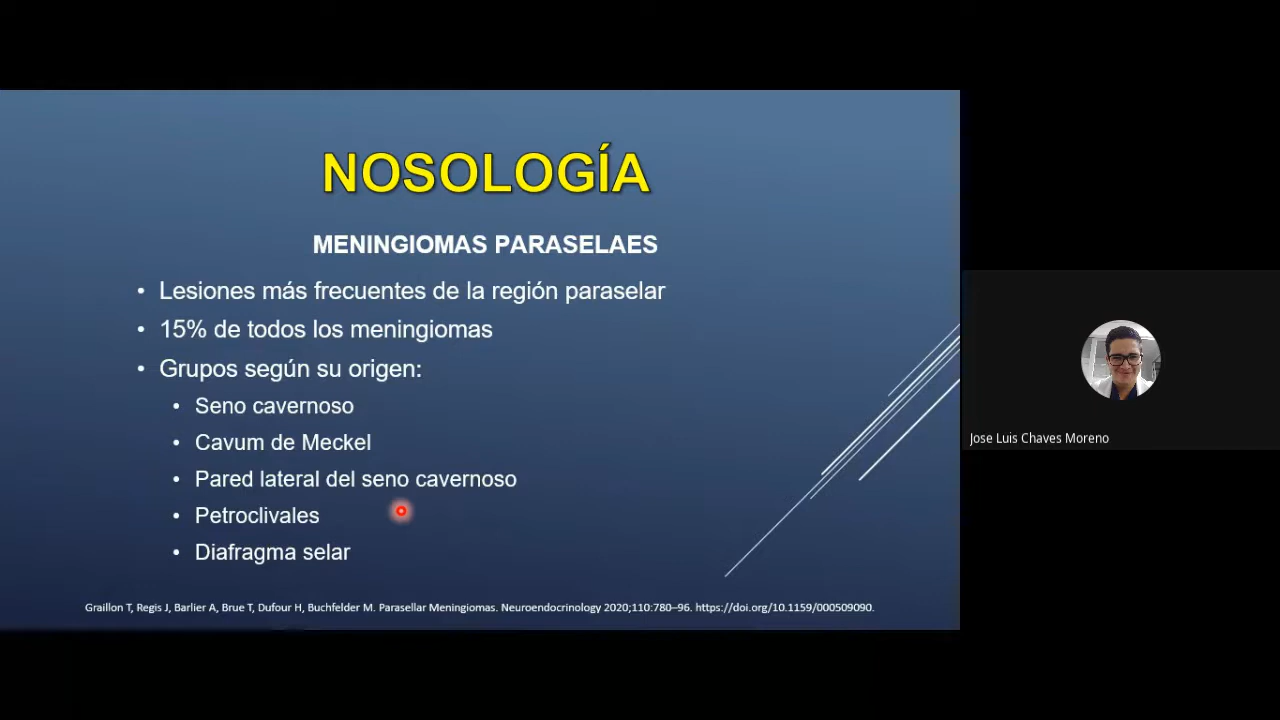 NOSOLOGÍA
MENINGIOMAS PARASELAES
• Lesiones más frecuentes de la región paraselar
• 15% de todos los meningiomas
• Grupos según su origen:
• Seno cavernoso
• Cavum de Meckel
• Pared lateral del seno cavernoso
• Petroclivales
• Diafragma selar
Graillon T, Regis J, Barlier A, Brue T, Dufour H, Buchfelder M. Parasellar Meningiomas. Neuroendocrinology 2020;110:780–96. https://doi.org/10.1159/000509090.
Jose Luis Chaves Moreno